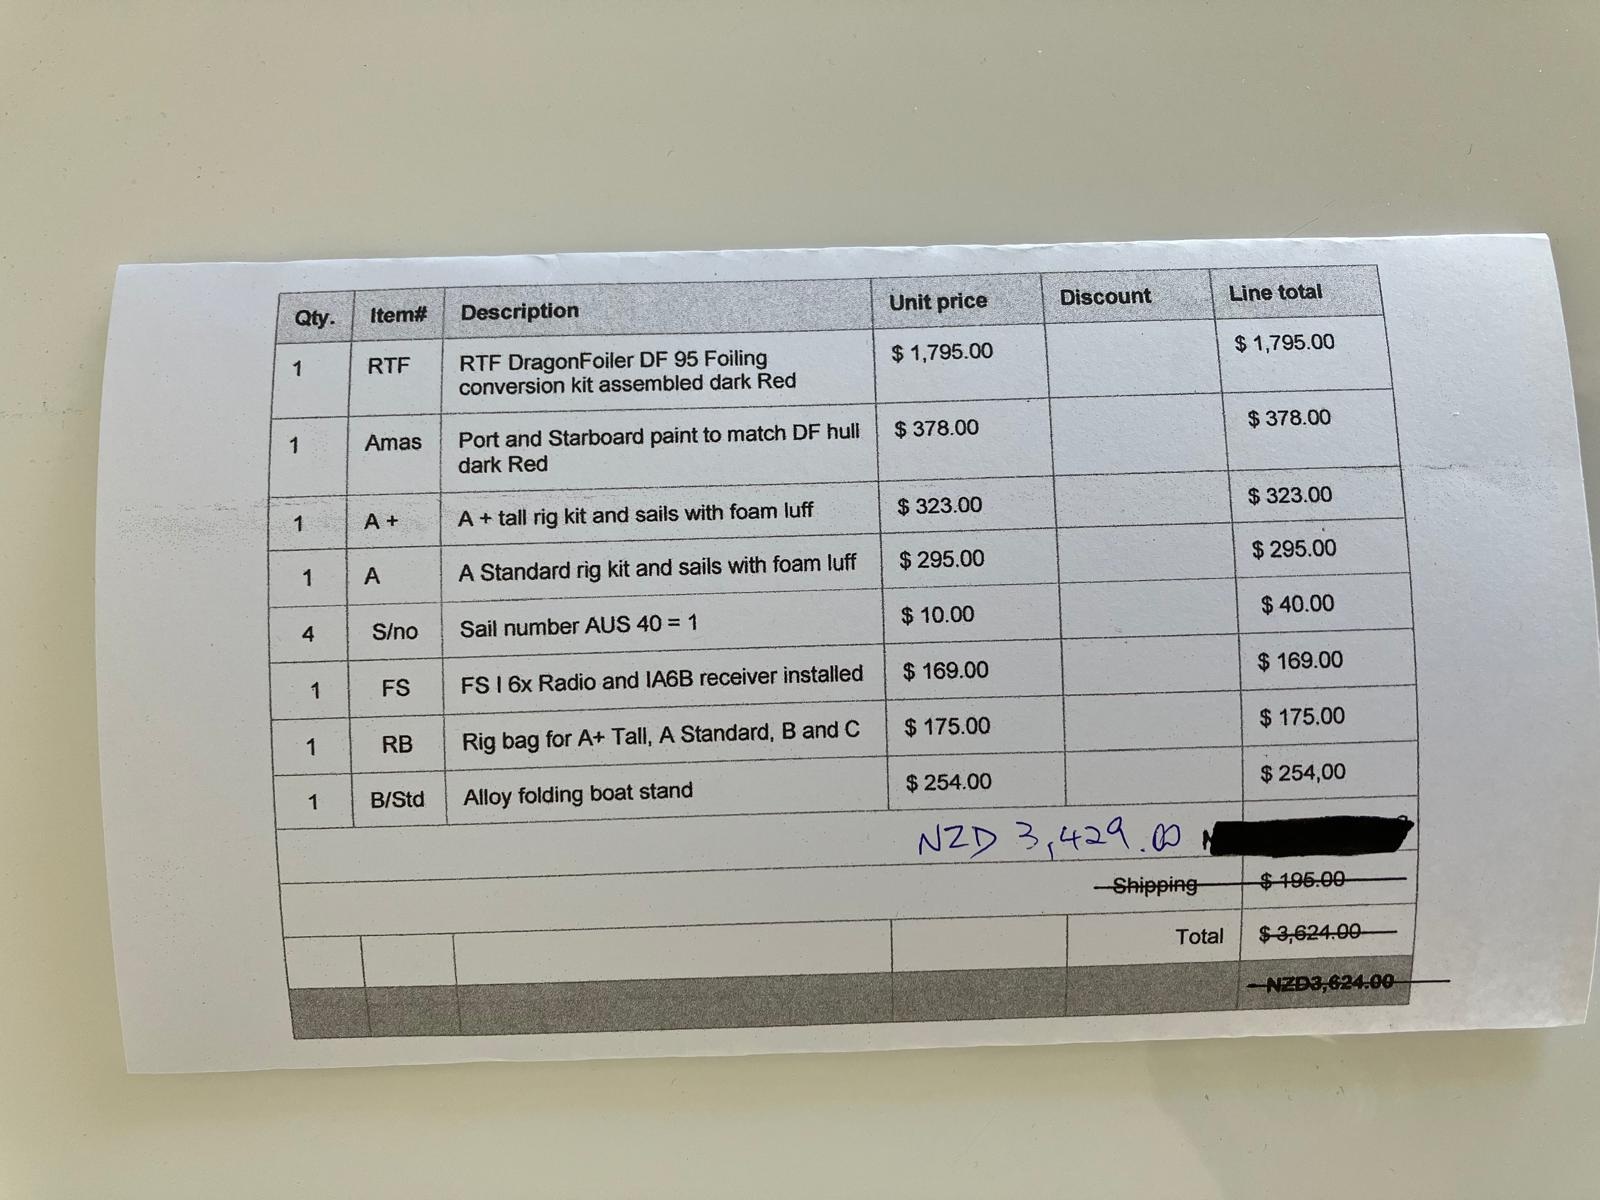 Qty. Item# Description Unit price Discount Line total
1 RTF RTF DragonFoiler DF 95 Foiling $ 1,795.00 $ 1,795.00
conversion kit assembled dark Red
1 Amas Port and Starboard paint to match DF hull $ 378.00 $ 378.00
dark Red
1 A + A + tall rig kit and sails with foam luff $ 323.00 $ 323.00
1 A A Standard rig kit and sails with foam luff $ 295.00 $ 295.00
4 S/no Sail number AUS 40 = 1 $ 10.00 $ 40.00
1 FS FS I 6x Radio and IA6B receiver installed $ 169.00 $ 169.00
1 RB Rig bag for A+ Tall, A Standard, B and C $ 175.00 $ 175.00
1 B/Std Alloy folding boat stand $ 254.00 $ 254,00
NZD 3,429.00
Shipping $ 195.00
Total $ 3,624.00
NZD3,624.00